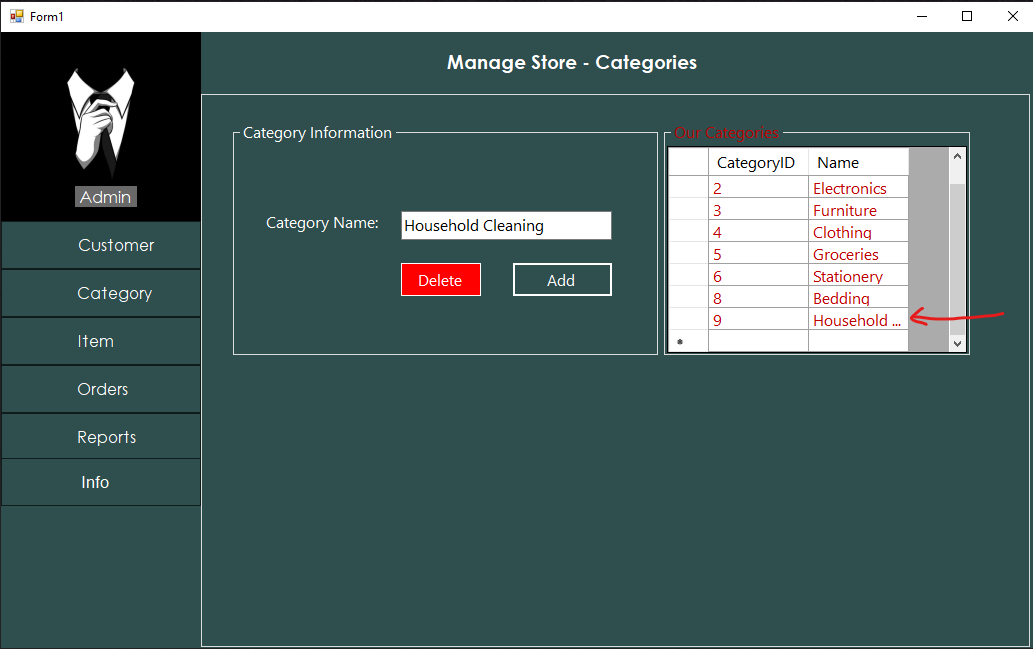 Form1
Manage Store - Categories
Admin
Customer
Category
Item
Orders
Reports
Info
Category Information
Category Name: Household Cleaning
Delete Add
Our Categories
CategoryID Name
2 Electronics
3 Furniture
4 Clothing
5 Groceries
6 Stationery
8 Bedding
9 Household ...
*